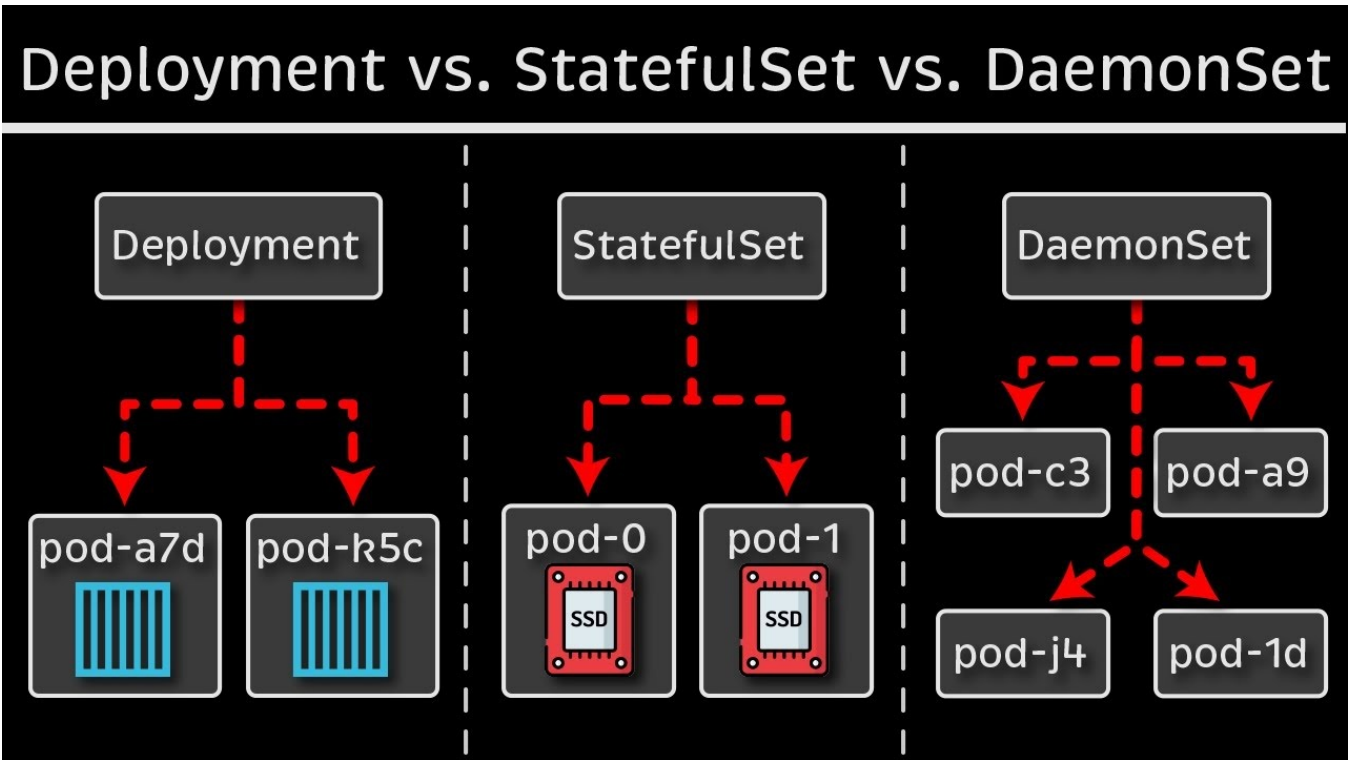 Deployment vs. StatefulSet vs. DaemonSet
Deployment
StatefulSet
DaemonSet
pod-a7d
pod-k5c
pod-0
SSD
pod-1
SSD
pod-c3
pod-a9
pod-j4
pod-1d